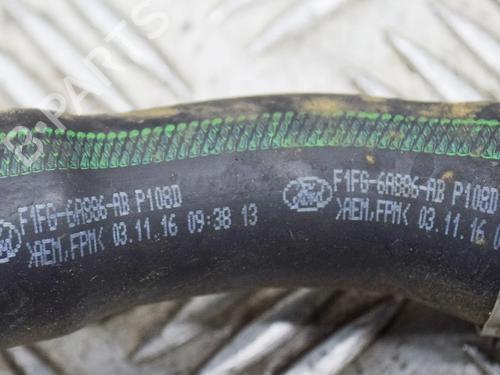 B-PARTS
F1FG-6A886-AB P108D
>AEM,FPM< 03.11.16 09:38 13
Ford
F1FG-6A886-AB P108D
>AEM,FPM< 03.11.16